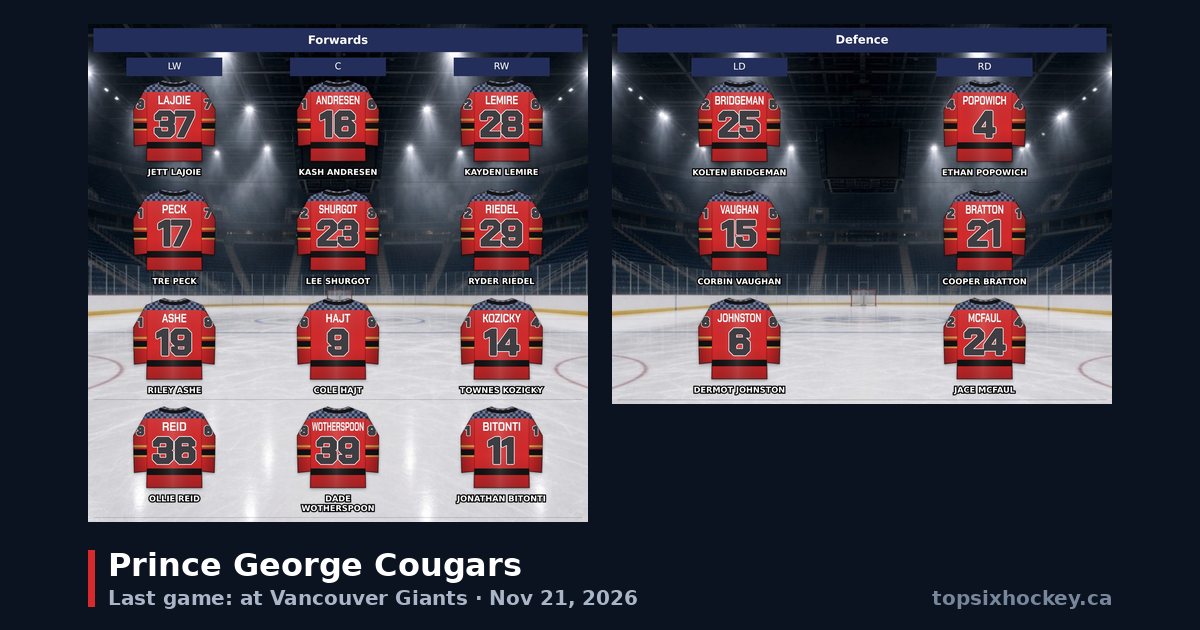 Forwards
LW C RW
LAJOIE 37 ANDRESEN 16 LEMIRE 28
JETT LAJOIE KASH ANDRESEN KAYDEN LEMIRE
PECK 17 SHURGOT 23 RIEDEL 29
TRE PECK LEE SHURGOT RYDER RIEDEL
ASHE 19 HAJT 9 KOZICKY 14
RILEY ASHE COLE HAJT TOWNES KOZICKY
REID 38 WOTHERSPOON 39 BITONTI 11
OLLIE REID DADE WOTHERSPOON JONATHAN BITONTI
Defence
LD RD
BRIDGEMAN 25 POPOWICH 4
KOLTEN BRIDGEMAN ETHAN POPOWICH
VAUGHAN 15 BRATTON 21
CORBIN VAUGHAN COOPER BRATTON
JOHNSTON 6 MCFAUL 24
DERMOT JOHNSTON JACE MCFAUL
Prince George Cougars
Last game: at Vancouver Giants · Nov 21, 2026
topsixhockey.ca